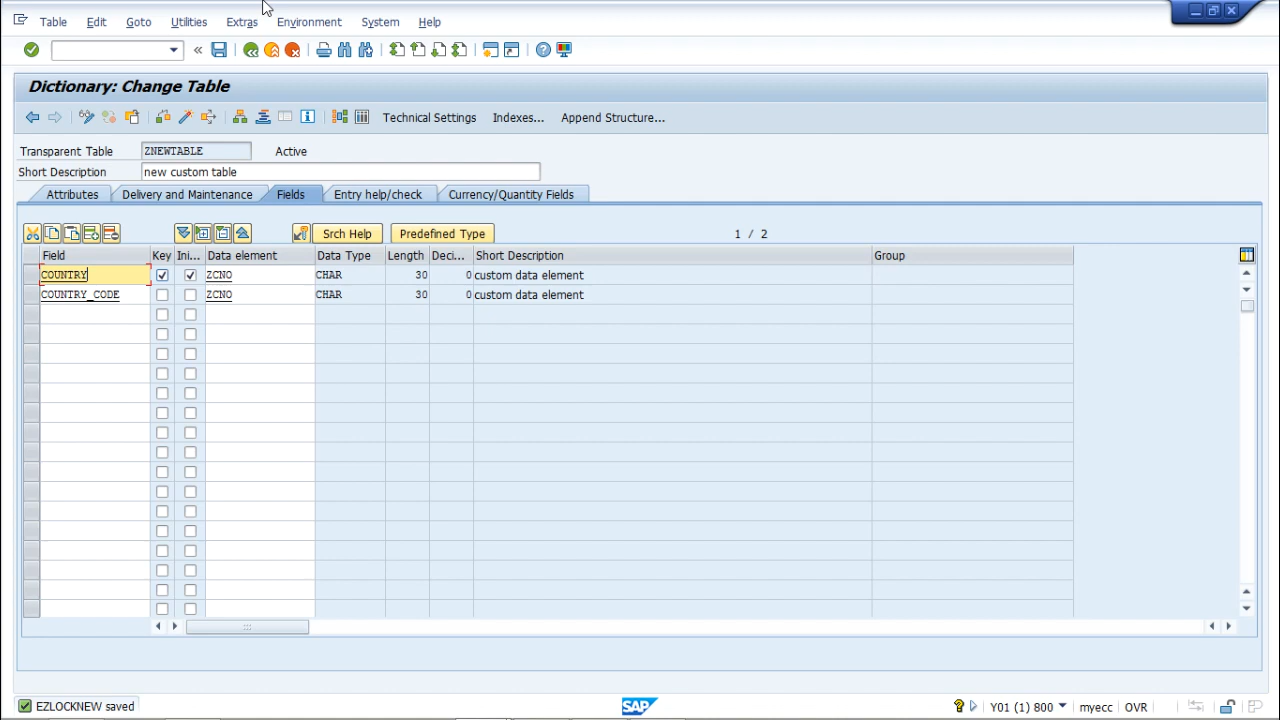 Table Edit Goto Utilities Extras Environment System Help
Dictionary: Change Table
Technical Settings Indexes... Append Structure...
Transparent Table ZNEWTABLE Active
Short Description new custom table
Attributes Delivery and Maintenance Fields Entry help/check Currency/Quantity Fields
Srch Help Predefined Type 1 / 2
Field Key Ini... Data element Data Type Length Deci... Short Description Group
COUNTRY ZCNO CHAR 30 0 custom data element
COUNTRY_CODE ZCNO CHAR 30 0 custom data element
EZLOCKNEW saved SAP Y01 (1) 800 myecc OVR